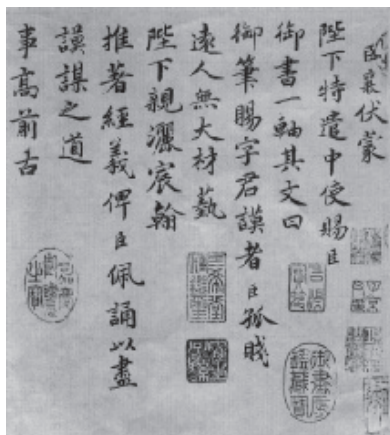 臣襄伏蒙
陛下特遣中使賜臣
御書一軸其文曰
御筆賜字君謨者臣孤賤
遠人無大材藝
陛下親灑宸翰
推著經義俾臣佩誦以盡
謨謀之道
事高前古